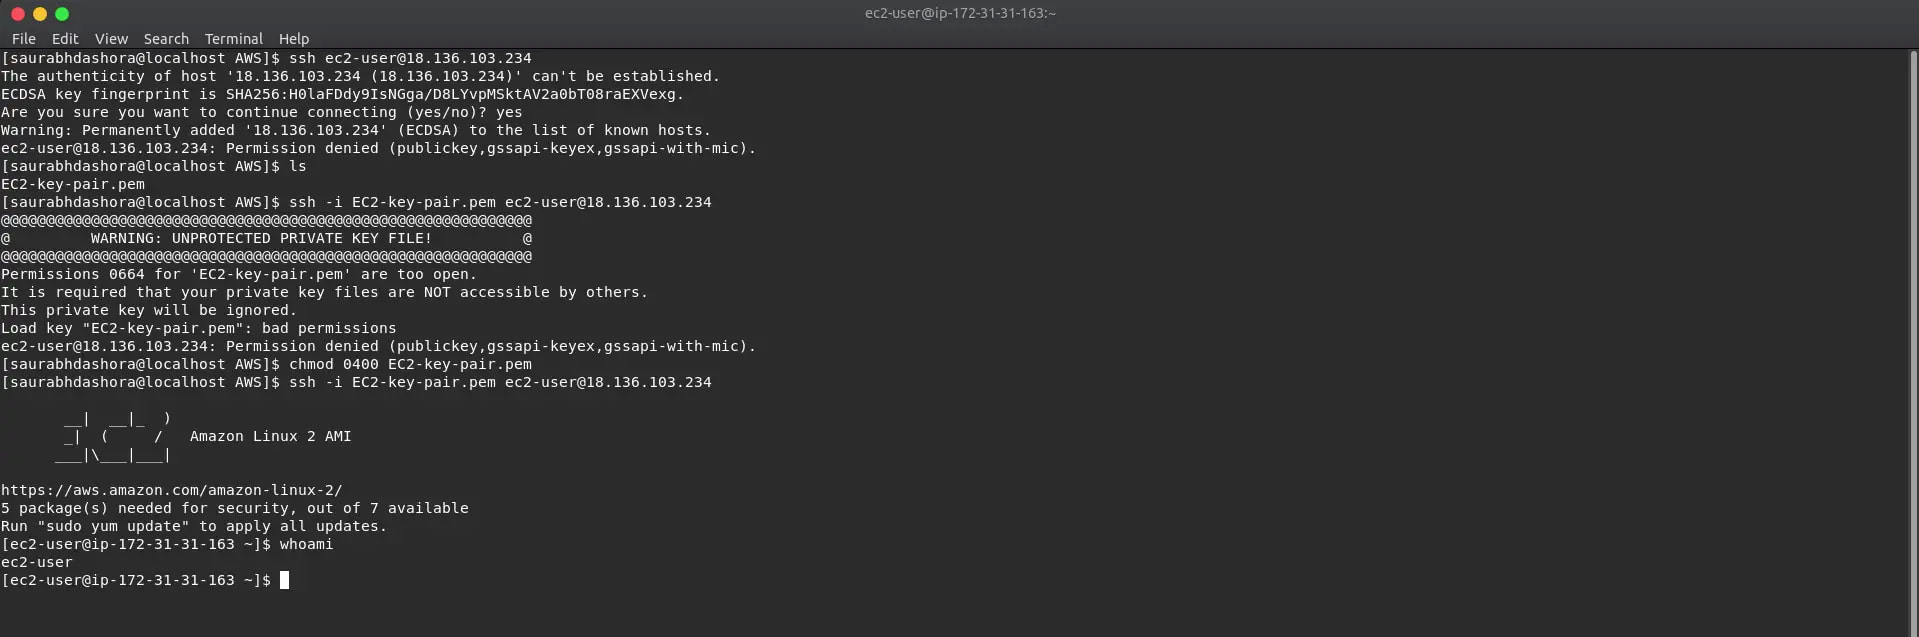 ec2-user@ip-172-31-31-163:~
File Edit View Search Terminal Help
[saurabhdashora@localhost AWS]$ ssh ec2-user@18.136.103.234
The authenticity of host '18.136.103.234 (18.136.103.234)' can't be established.
ECDSA key fingerprint is SHA256:H0laFDdy9IsNGga/D8LYvpMSktAV2a0bT08raEXVexg.
Are you sure you want to continue connecting (yes/no)? yes
Warning: Permanently added '18.136.103.234' (ECDSA) to the list of known hosts.
ec2-user@18.136.103.234: Permission denied (publickey,gssapi-keyex,gssapi-with-mic).
[saurabhdashora@localhost AWS]$ ls
EC2-key-pair.pem
[saurabhdashora@localhost AWS]$ ssh -i EC2-key-pair.pem ec2-user@18.136.103.234
@@@@@@@@@@@@@@@@@@@@@@@@@@@@@@@@@@@@@@@@@@@@@@@@@@@@@@@@@@@
@         WARNING: UNPROTECTED PRIVATE KEY FILE!          @
@@@@@@@@@@@@@@@@@@@@@@@@@@@@@@@@@@@@@@@@@@@@@@@@@@@@@@@@@@@
Permissions 0664 for 'EC2-key-pair.pem' are too open.
It is required that your private key files are NOT accessible by others.
This private key will be ignored.
Load key "EC2-key-pair.pem": bad permissions
ec2-user@18.136.103.234: Permission denied (publickey,gssapi-keyex,gssapi-with-mic).
[saurabhdashora@localhost AWS]$ chmod 0400 EC2-key-pair.pem
[saurabhdashora@localhost AWS]$ ssh -i EC2-key-pair.pem ec2-user@18.136.103.234
       __|  __|_  )
       _|  (     /   Amazon Linux 2 AMI
      ___|\___|___|
https://aws.amazon.com/amazon-linux-2/
5 package(s) needed for security, out of 7 available
Run "sudo yum update" to apply all updates.
[ec2-user@ip-172-31-31-163 ~]$ whoami
ec2-user
[ec2-user@ip-172-31-31-163 ~]$